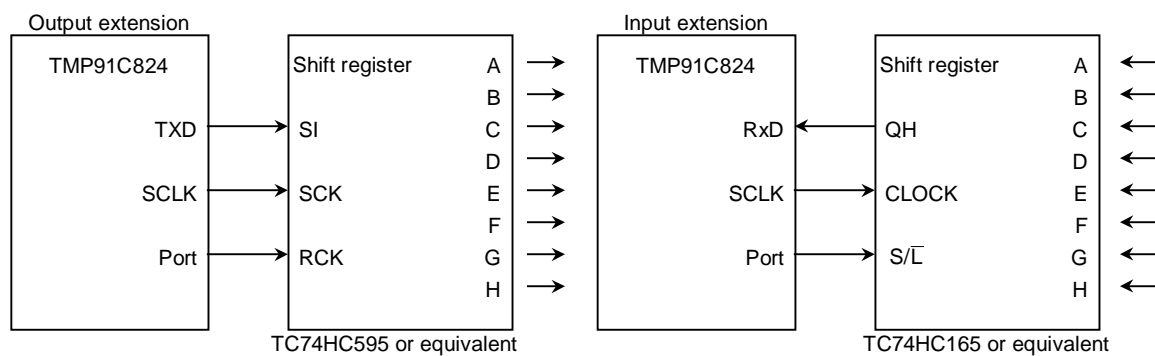 Output extension
TMP91C824
TXD
SCLK
Port
Shift register
SI
SCK
RCK
A
B
C
D
E
F
G
H
TC74HC595 or equivalent
Input extension
TMP91C824
RxD
SCLK
Port
Shift register
QH
CLOCK
S/L̅
A
B
C
D
E
F
G
H
TC74HC165 or equivalent